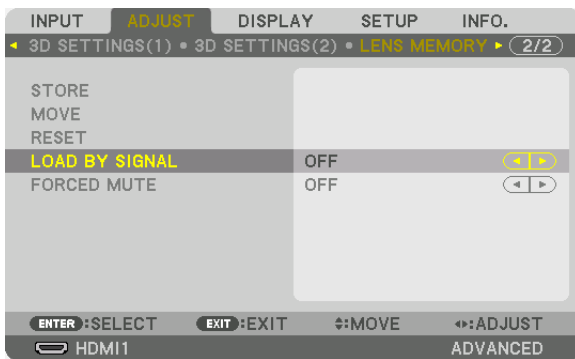 INPUT ADJUST DISPLAY SETUP INFO.
3D SETTINGS(1) • 3D SETTINGS(2) • LENS MEMORY 2/2
STORE
MOVE
RESET
LOAD BY SIGNAL OFF
FORCED MUTE OFF
ENTER :SELECT EXIT :EXIT :MOVE :ADJUST
HDMI1 ADVANCED